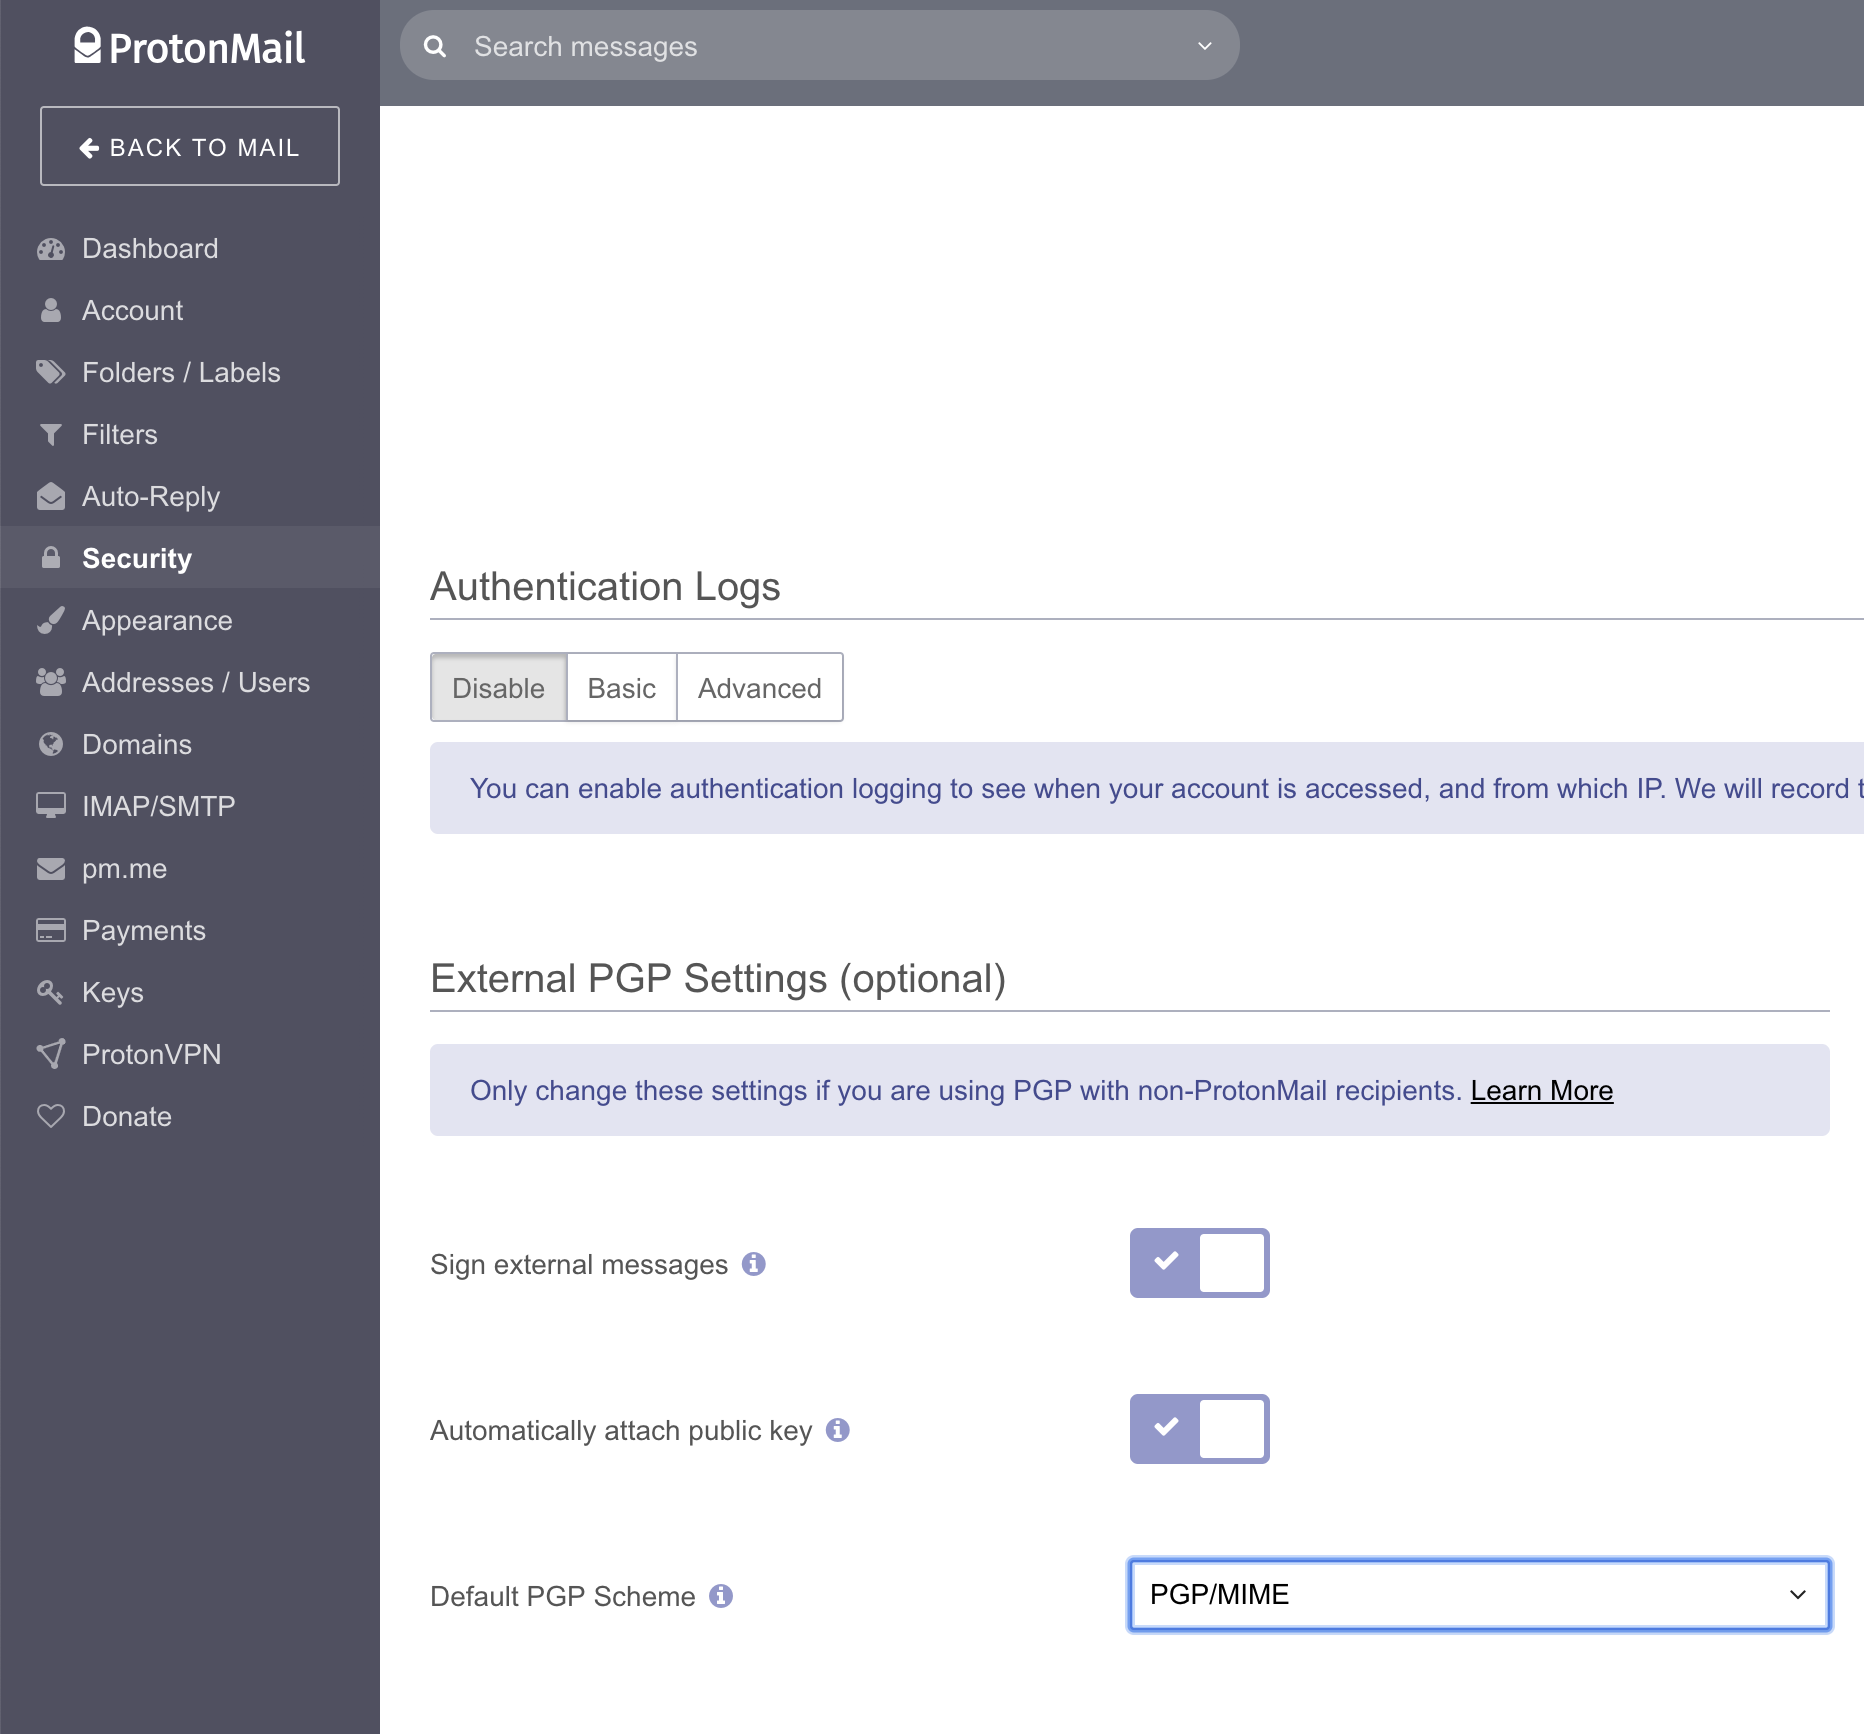 ProtonMail
Search messages
BACK TO MAIL
Dashboard
Account
Folders / Labels
Filters
Auto-Reply
Security
Appearance
Addresses / Users
Domains
IMAP/SMTP
pm.me
Payments
Keys
ProtonVPN
Donate
Authentication Logs
Disable Basic Advanced
You can enable authentication logging to see when your account is accessed, and from which IP. We will record t
External PGP Settings (optional)
Only change these settings if you are using PGP with non-ProtonMail recipients. Learn More
Sign external messages
Automatically attach public key
Default PGP Scheme PGP/MIME